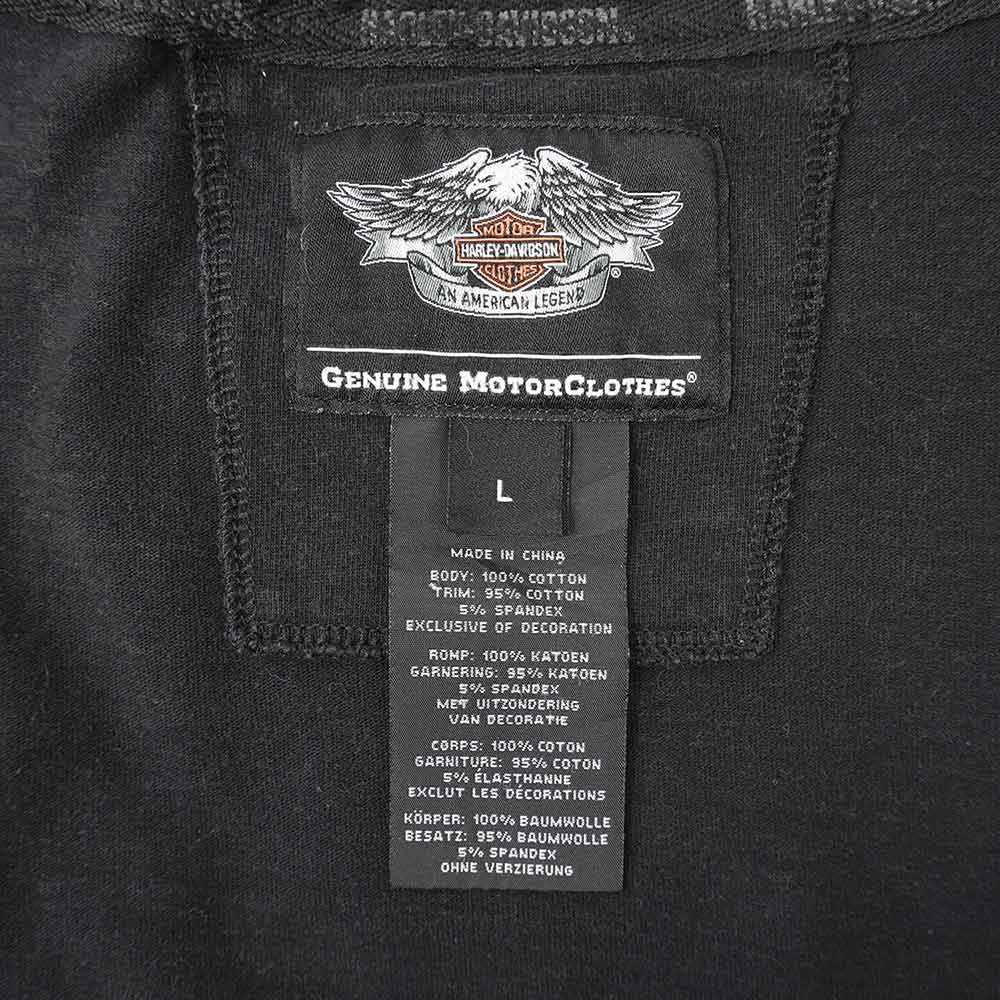 HARLEY-DAVIDSON
MOTOR
HARLEY-DAVIDSON
CLOTHES
®
AN AMERICAN LEGEND
GENUINE MOTORCLOTHES®
L
MADE IN CHINA
BODY: 100% COTTON
TRIM: 95% COTTON
5% SPANDEX
EXCLUSIVE OF DECORATION
ROMP: 100% KATOEN
GARNERING: 95% KATOEN
5% SPANDEX
MET UITZONDERING
VAN DECORATIE
CORPS: 100% COTON
GARNITURE: 95% COTON
5% ÉLASTHANNE
EXCLUT LES DÉCORATIONS
KÖRPER: 100% BAUMWOLLE
BESATZ: 95% BAUMWOLLE
5% SPANDEX
OHNE VERZIERUNG